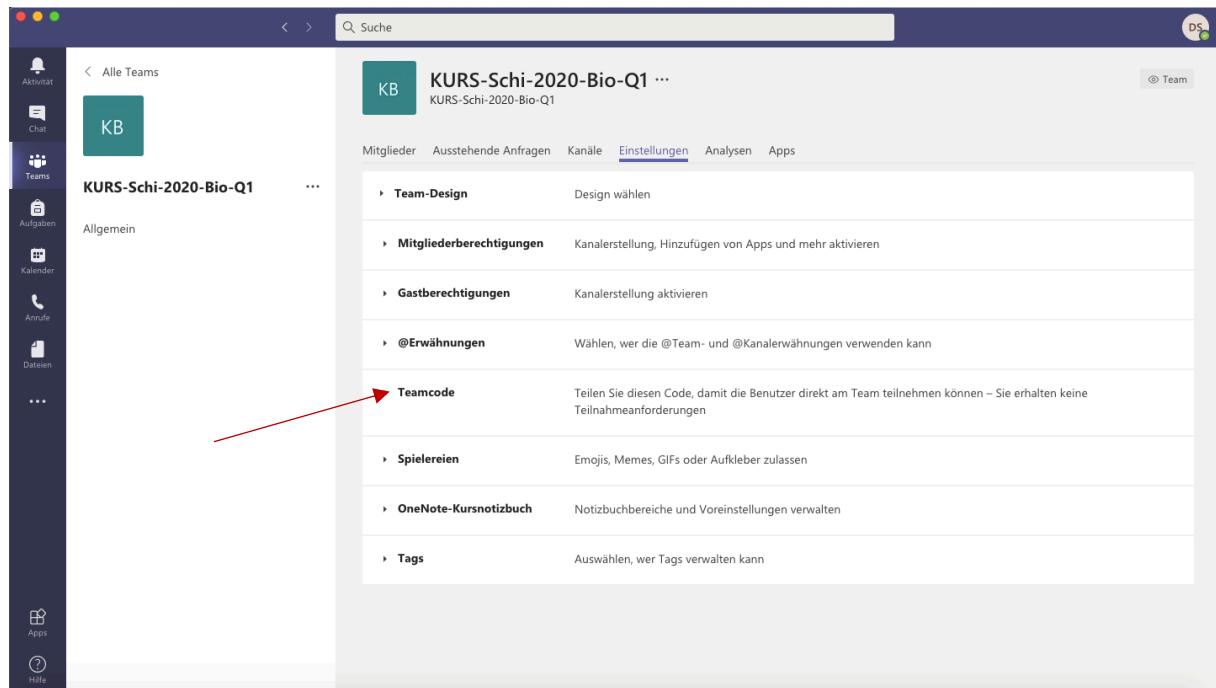 Suche
DS
Aktivität
Chat
Teams
Aufgaben
Kalender
Anrufe
Dateien
Apps
Hilfe
Alle Teams
KB
KURS-Schi-2020-Bio-Q1 ...
Allgemein
KB
KURS-Schi-2020-Bio-Q1 ...
KURS-Schi-2020-Bio-Q1
Team
Mitglieder Ausstehende Anfragen Kanäle Einstellungen Analysen Apps
Team-Design Design wählen
Mitgliederberechtigungen Kanalerstellung, Hinzufügen von Apps und mehr aktivieren
Gastberechtigungen Kanalerstellung aktivieren
@Erwähnungen Wählen, wer die @Team- und @Kanalerwähnungen verwenden kann
Teamcode Teilen Sie diesen Code, damit die Benutzer direkt am Team teilnehmen können – Sie erhalten keine
Teilnahmeanforderungen
Spielereien Emojis, Memes, GIFs oder Aufkleber zulassen
OneNote-Kursnotizbuch Notizbuchbereiche und Voreinstellungen verwalten
Tags Auswählen, wer Tags verwalten kann